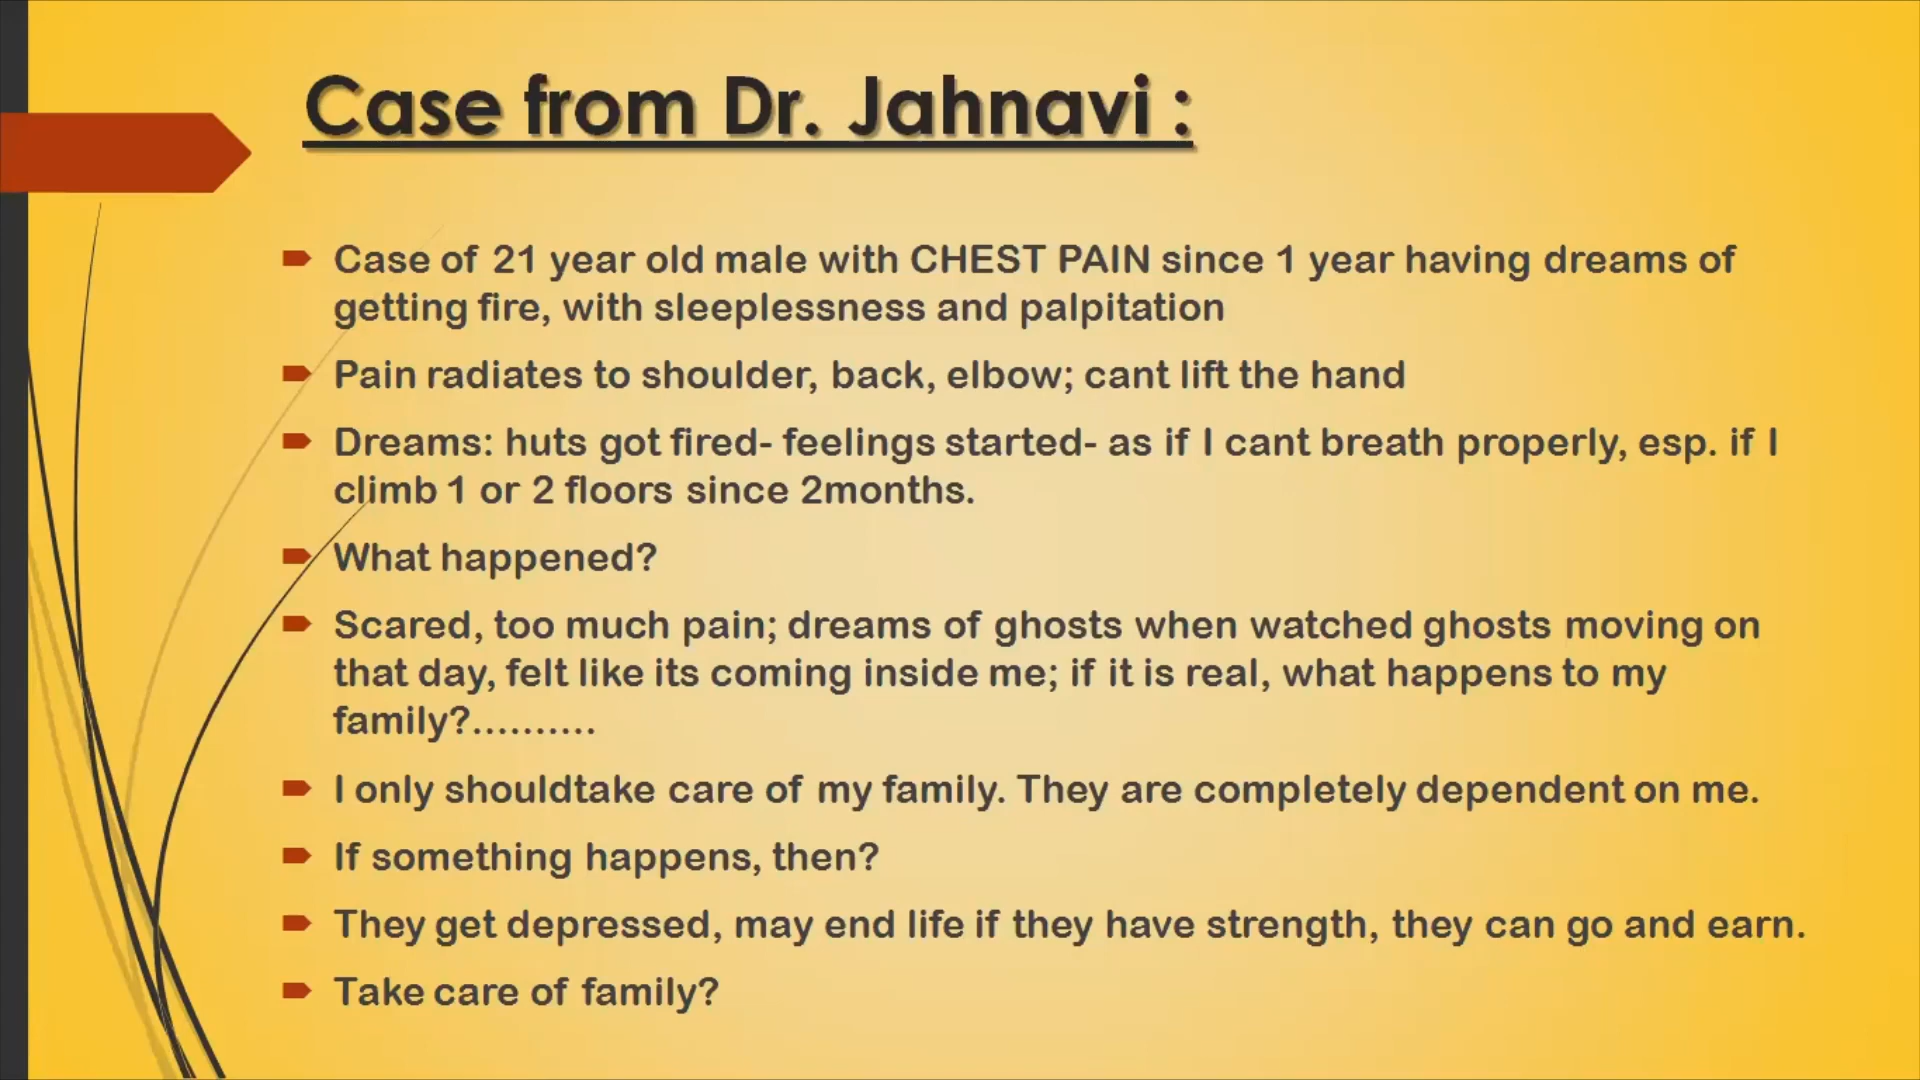 Case from Dr. Jahnavi :
Case of 21 year old male with CHEST PAIN since 1 year having dreams of
getting fire, with sleeplessness and palpitation
Pain radiates to shoulder, back, elbow; cant lift the hand
Dreams: huts got fired- feelings started- as if I cant breath properly, esp. if I
climb 1 or 2 floors since 2months.
What happened?
Scared, too much pain; dreams of ghosts when watched ghosts moving on
that day, felt like its coming inside me; if it is real, what happens to my
family?..........
I only shouldtake care of my family. They are completely dependent on me.
If something happens, then?
They get depressed, may end life if they have strength, they can go and earn.
Take care of family?